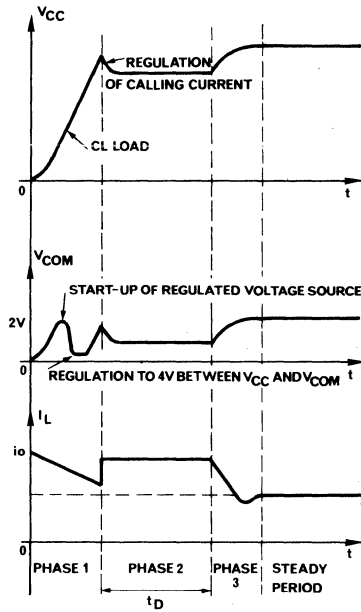 VCC
REGULATION
OF CALLING CURRENT
CL LOAD
0
t
VCOM
START-UP OF REGULATED VOLTAGE SOURCE
2V
0
t
REGULATION TO 4V BETWEEN VCC AND VCOM
IL
io
0
t
PHASE 1
PHASE 2
PHASE
3
STEADY
PERIOD
tD